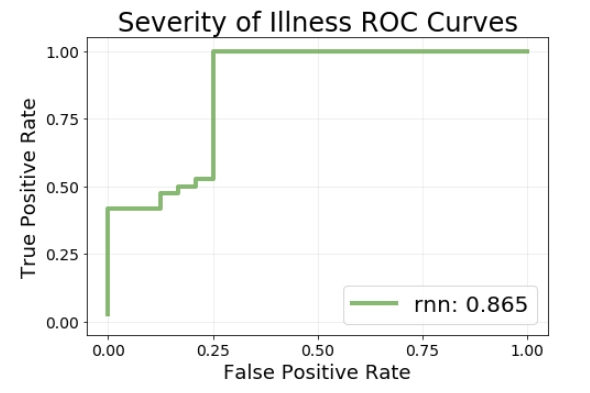 Severity of Illness ROC Curves
True Positive Rate
1.00
0.75
0.50
0.25
0.00
rnn: 0.865
0.00 0.25 0.50 0.75 1.00
False Positive Rate